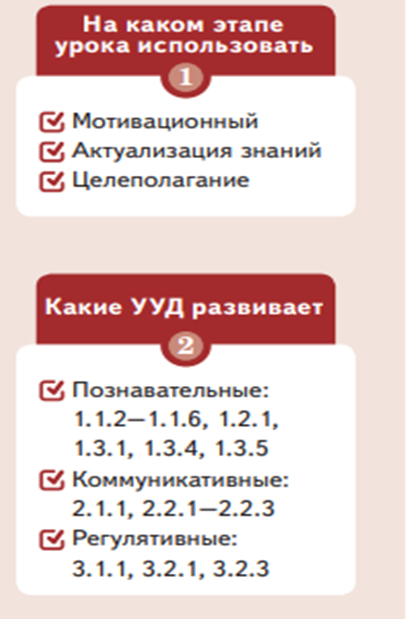 На каком этапе
урока использовать
1
Мотивационный
Актуализация знаний
Целеполагание
Какие УУД развивает
2
Познавательные:
1.1.2—1.1.6, 1.2.1,
1.3.1, 1.3.4, 1.3.5
Коммуникативные:
2.1.1, 2.2.1—2.2.3
Регулятивные:
3.1.1, 3.2.1, 3.2.3